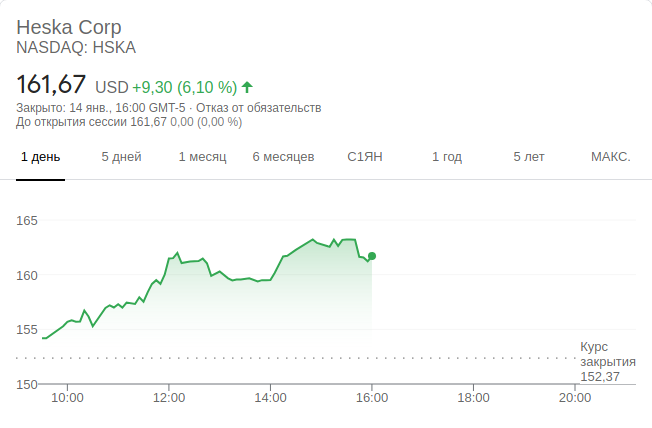 Heska Corp
NASDAQ: HSKA
161,67 USD +9,30 (6,10 %)
Закрыто: 14 янв., 16:00 GMT-5 · Отказ от обязательств
До открытия сессии 161,67 0,00 (0,00 %)
1 день 5 дней 1 месяц 6 месяцев С1ЯН 1 год 5 лет МАКС.
165
160
155
Курс
закрытия
152,37
150
10:00 12:00 14:00 16:00 18:00 20:00